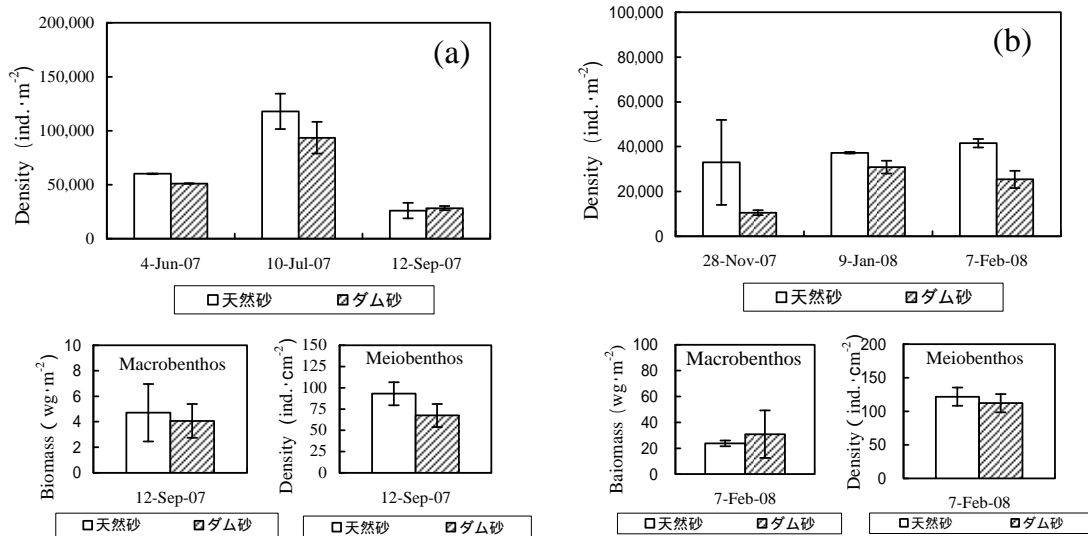 (a)
Density (ind.·m-2)
200,000
150,000
100,000
50,000
0
4-Jun-07 10-Jul-07 12-Sep-07
天然砂 ダム砂
(b)
Density (ind.·m-2)
100,000
80,000
60,000
40,000
20,000
0
28-Nov-07 9-Jan-08 7-Feb-08
天然砂 ダム砂
Macrobenthos
Biomass (wg·m-2)
10
8
6
4
2
0
12-Sep-07
天然砂 ダム砂
Meiobenthos
Density (ind.·cm-2)
150
125
100
75
50
25
0
12-Sep-07
天然砂 ダム砂
Macrobenthos
Baiomass (wg·m-2)
100
80
60
40
20
0
7-Feb-08
天然砂 ダム砂
Meiobenthos
Density (ind.·cm-2)
200
150
100
50
0
7-Feb-08
天然砂 ダム砂